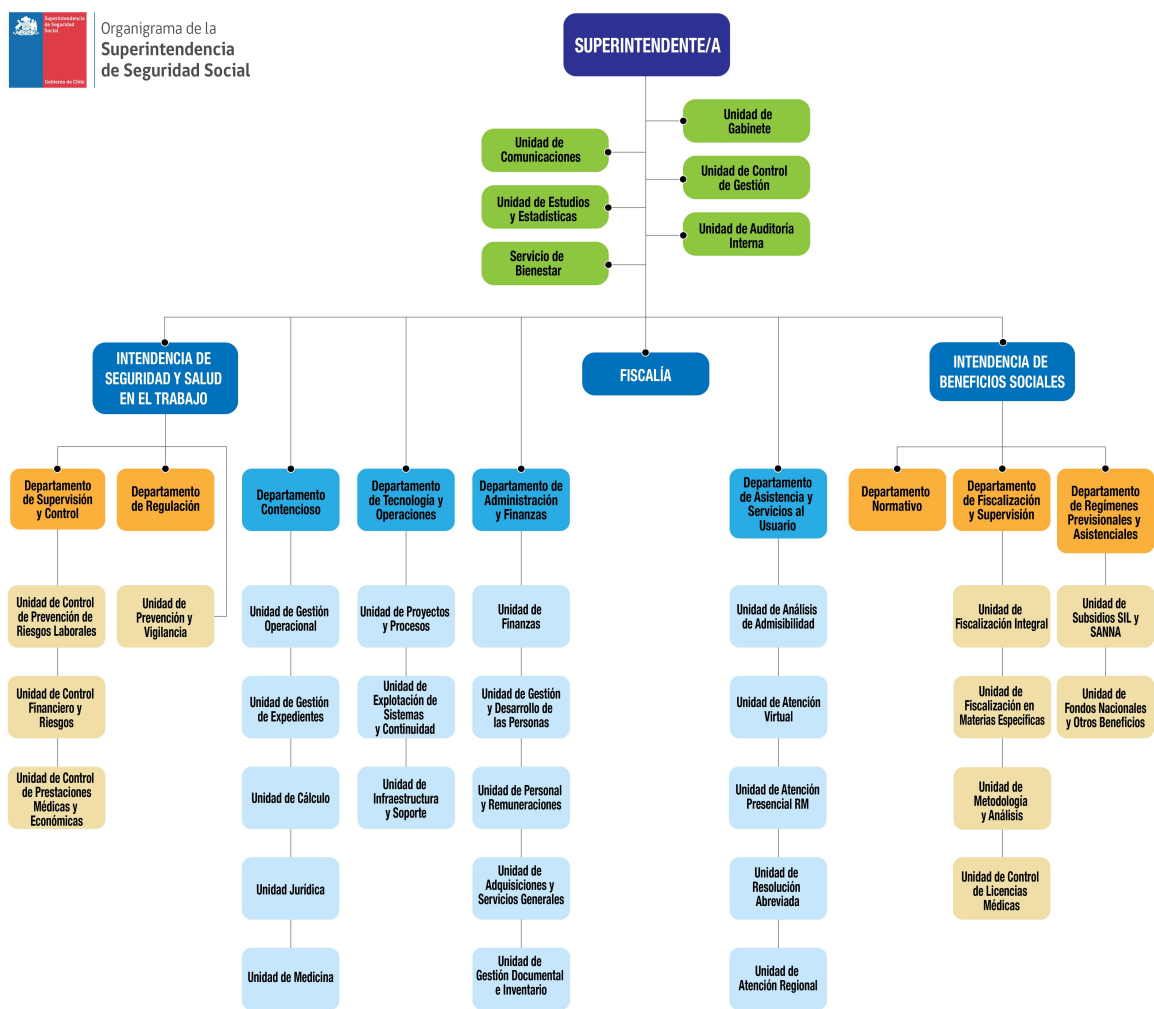 Superintendencia
de Seguridad
Social
Gobierno de Chile
Organigrama de la
Superintendencia
de Seguridad Social
SUPERINTENDENTE/A
Unidad de
Gabinete
Unidad de
Comunicaciones
Unidad de Control
de Gestión
Unidad de Estudios
y Estadísticas
Unidad de Auditoría
Interna
Servicio de
Bienestar
INTENDENCIA DE
SEGURIDAD Y SALUD
EN EL TRABAJO
FISCALÍA
INTENDENCIA DE
BENEFICIOS SOCIALES
Departamento
de Supervisión
y Control
Departamento
de Regulación
Departamento
Contencioso
Departamento
de Tecnología y
Operaciones
Departamento de
Administración
y Finanzas
Departamento
de Asistencia y
Servicios al
Usuario
Departamento
Normativo
Departamento
de Fiscalización
y Supervisión
Departamento
de Regímenes
Previsionales y
Asistenciales
Unidad de Control
de Prevención de
Riesgos Laborales
Unidad de
Prevención y
Vigilancia
Unidad de Gestión
Operacional
Unidad de Proyectos
y Procesos
Unidad de
Finanzas
Unidad de Análisis
de Admisibilidad
Unidad de
Fiscalización Integral
Unidad de
Subsidios SIL y
SANNA
Unidad de Control
Financiero y
Riesgos
Unidad de Gestión
de Expedientes
Unidad de
Explotación de
Sistemas
y Continuidad
Unidad de Gestión
y Desarrollo de
las Personas
Unidad de Atención
Virtual
Unidad de
Fiscalización en
Materias Específicas
Unidad de
Fondos Nacionales
y Otros Beneficios
Unidad de Control
de Prestaciones
Médicas y
Económicas
Unidad de Cálculo
Unidad de
Infraestructura
y Soporte
Unidad de Personal
y Remuneraciones
Unidad de Atención
Presencial RM
Unidad de
Metodología
y Análisis
Unidad Jurídica
Unidad de
Adquisiciones y
Servicios Generales
Unidad de
Resolución
Abreviada
Unidad de Control
de Licencias
Médicas
Unidad de Medicina
Unidad de
Gestión Documental
e Inventario
Unidad de
Atención Regional